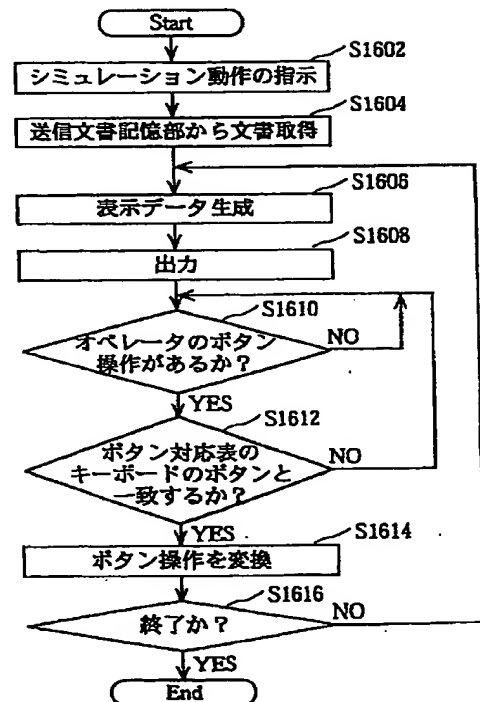 Start
S1602
シミュレーション動作の指示
S1604
送信文書記憶部から文書取得
S1606
表示データ生成
S1608
出力
S1610
オペレータのボタン
操作があるか?
NO
YES
S1612
ボタン対応表の
キーボードのボタンと
一致するか?
NO
YES
S1614
ボタン操作を変換
S1616
終了か?
NO
YES
End